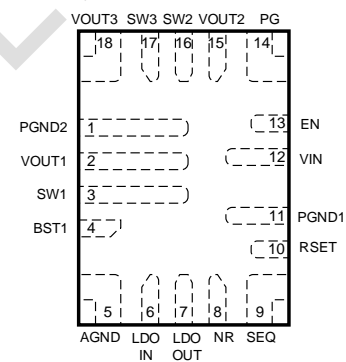 VOUT3 SW3 SW2 VOUT2 PG
18 17 16 15 14
PGND2 1 13 EN
VOUT1 2 12 VIN
SW1 3
11 PGND1
BST1 4
10 RSET
5 6 7 8 9
AGND LDO LDO NR SEQ
IN OUT